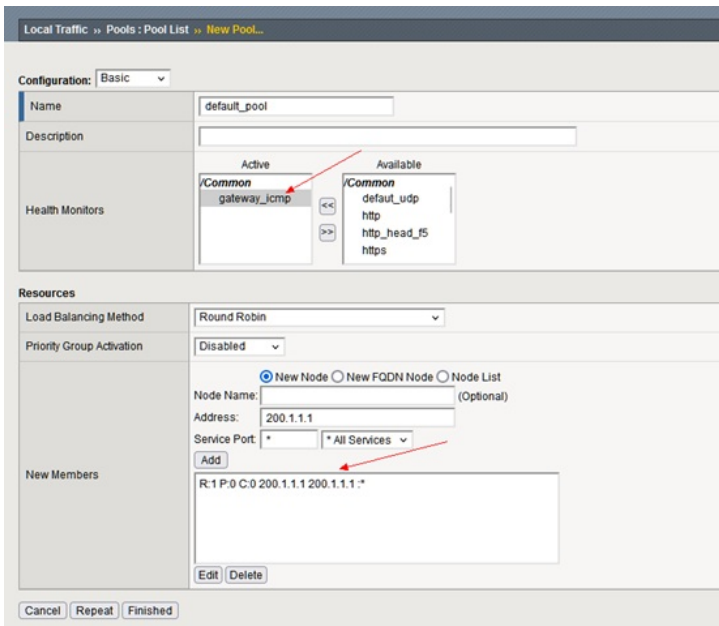 Local Traffic » Pools : Pool List » New Pool...
Configuration: Basic
Name default_pool
Description
Health Monitors
Active Available
/Common /Common
gateway_icmp << defaut_udp
http
>> http_head_f5
https
Resources
Load Balancing Method Round Robin
Priority Group Activation Disabled
New Members
New Node New FQDN Node Node List
Node Name: (Optional)
Address: 200.1.1.1
Service Port: * * All Services
Add
R:1 P:0 C:0 200.1.1.1 200.1.1.1 :*
Edit Delete
Cancel Repeat Finished